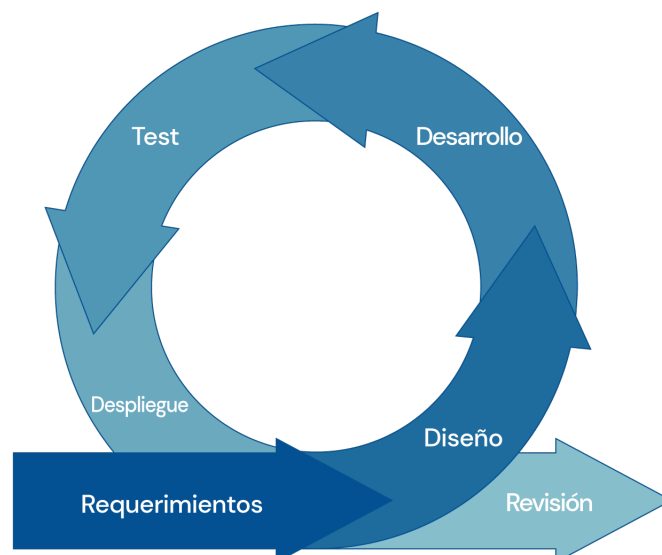 Test
Desarrollo
Despliegue
Diseño
Requerimientos
Revisión